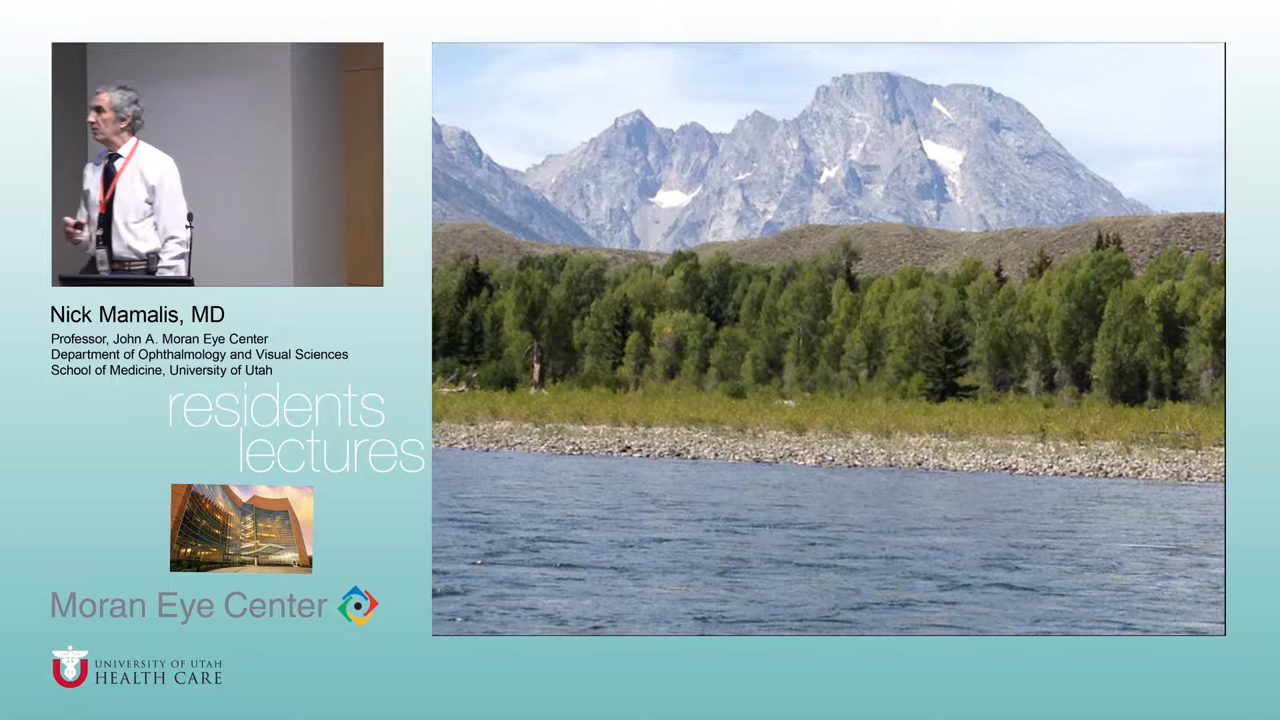 Nick Mamalis, MD
Professor, John A. Moran Eye Center
Department of Ophthalmology and Visual Sciences
School of Medicine, University of Utah
residents
lectures
Moran Eye Center
UNIVERSITY OF UTAH
HEALTH CARE